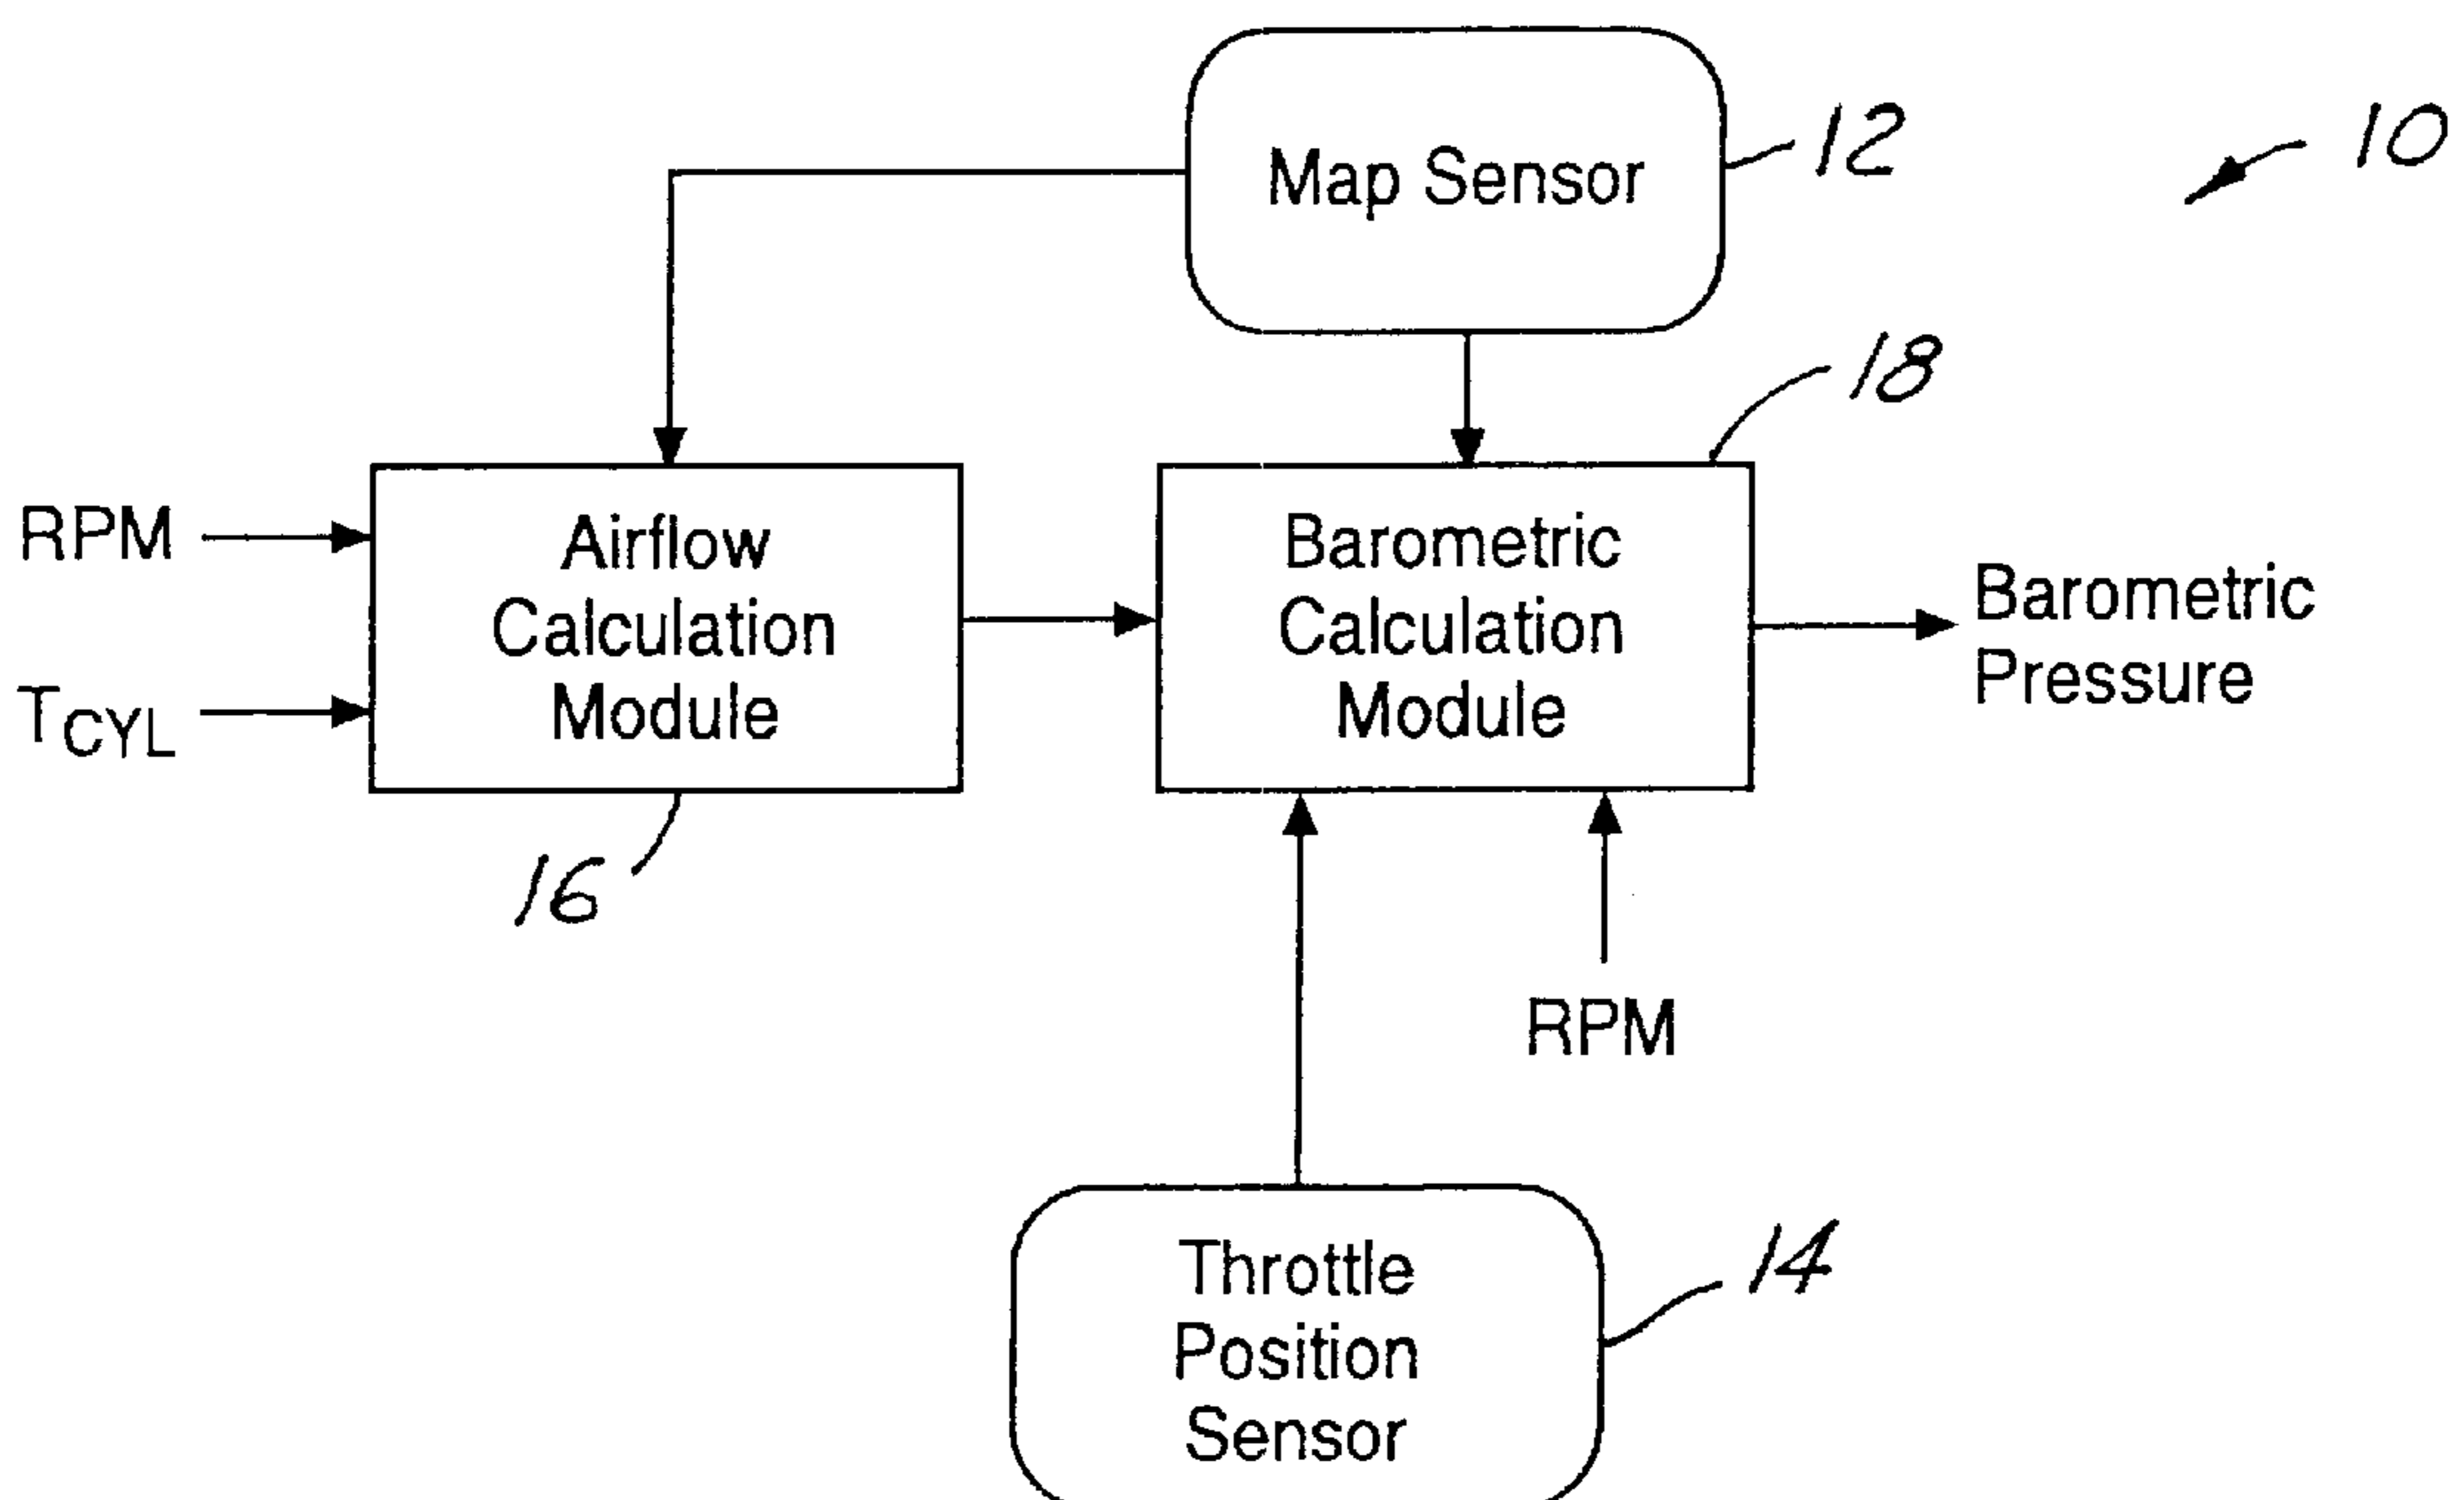 Map Sensor
12
10
18
RPM
Airflow
Calculation
Module
Barometric
Calculation
Module
Barometric
Pressure
TCYL
16
RPM
Throttle
Position
Sensor
14